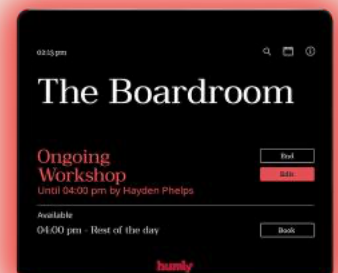 02:15 pm
The Boardroom
Ongoing
Workshop
End
Edit
Until 04:00 pm by Hayden Phelps
Available
04:00 pm - Rest of the day
Book
humly